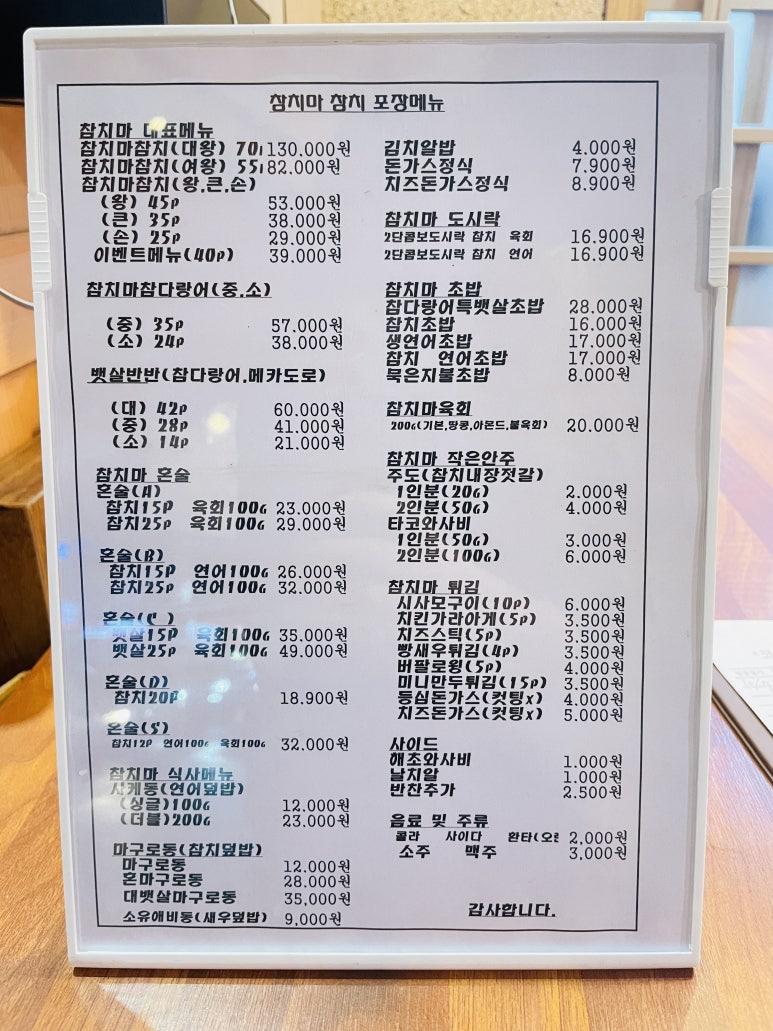 참치마 참치 포장메뉴
참치마 대표메뉴
참치마참치(대왕) 70 130.000원
참치마참치(여왕) 55 82.000원
참치마참치(왕.큰.손)
(왕) 45P 53.000원
(큰) 35P 38.000원
(손) 25P 29.000원
이벤트메뉴(40P) 39.000원
참치마참다랑어(중.소)
(중) 35P 57.000원
(소) 24P 38.000원
뱃살반반(참다랑어.메카도로)
(대) 42P 60.000원
(중) 28P 41.000원
(소) 14P 21.000원
참치마 혼술
혼술(A)
참치15P 육회100G 23.000원
참치25P 육회100G 29.000원
혼술(B)
참치15P 연어100G 26.000원
참치25P 연어100G 32.000원
혼술(C)
뱃살15P 육회100G 35.000원
뱃살25P 육회100G 49.000원
혼술(D)
참치20P 18.900원
혼술(S)
참치12P 연어100G 육회100G 32.000원
참치마 식사메뉴
사케동(연어덮밥)
(싱글)100G 12.000원
(더블)200G 23.000원
마구로동(참치덮밥)
마구로동 12.000원
혼마구로동 28.000원
대뱃살마구로동 35,000원
소유애비동(새우덮밥) 9,000원
김치알밥 4.000원
돈가스정식 7.900원
치즈돈가스정식 8.900원
참치마 도시락
2단콤보도시락 참치 육회 16.900원
2단콤보도시락 참치 연어 16.900원
참치마 초밥
참다랑어특뱃살초밥 28.000원
참치초밥 16.000원
생연어초밥 17.000원
참치 연어초밥 17.000원
묵은지불초밥 8.000원
참치마육회
200G(기본.땅콩.아몬드.불육회) 20.000원
참치마 작은안주
주도(참치내장젓갈)
1인분(20G) 2.000원
2인분(50G) 4.000원
타코와사비
1인분(50G) 3.000원
2인분(100G) 6.000원
참치마 튀김
시사모구이(10P) 6.000원
치킨가라아게(5P) 3.500원
치즈스틱(5P) 3.500원
빵새우튀김(4P) 3.500원
버팔로윙(5P) 4.000원
미니만두튀김(15P) 3.500원
등심돈가스(컷팅X) 4.000원
치즈돈가스(컷팅X) 5.000원
사이드
해초와사비 1.000원
날치알 1.000원
반찬추가 2.500원
음료 및 주류
콜라 사이다 환타(오렌 2,000원
소주 맥주 3,000원
감사합니다.